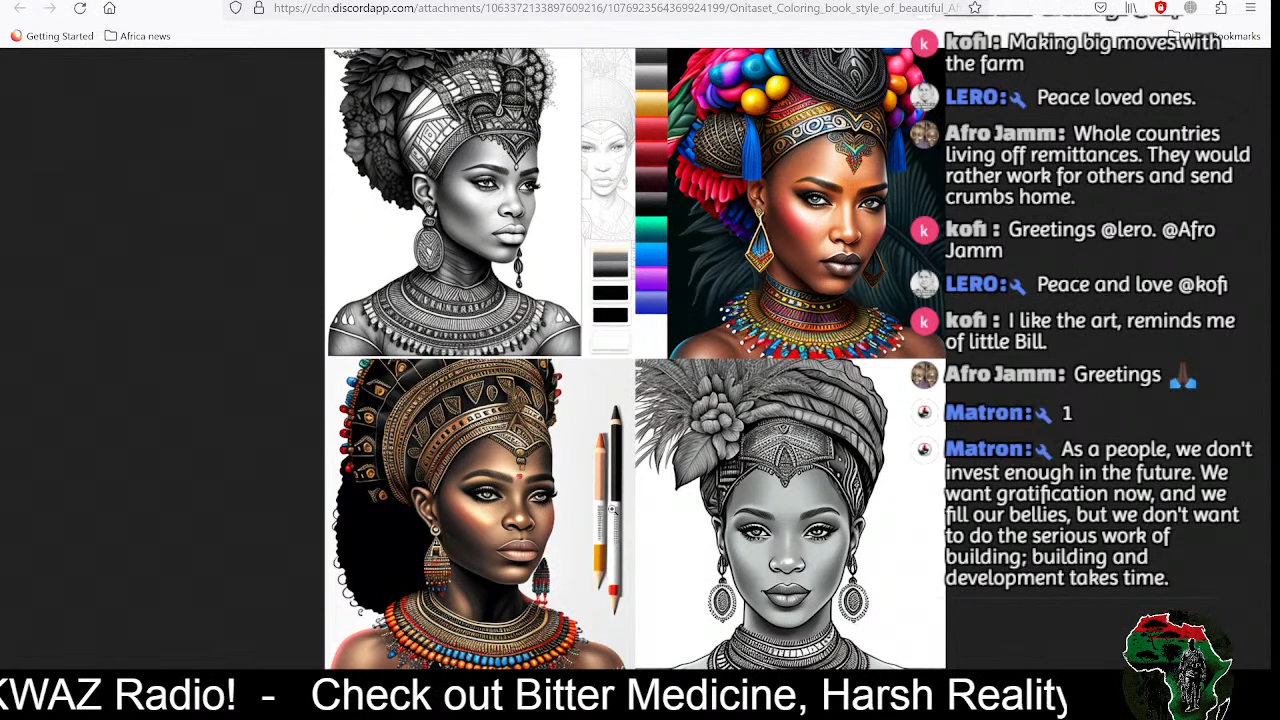 https://cdn.discordapp.com/attachments/1063372133897609216/1076923564369924199/Onitaset_Coloring_book_style_of_beautiful_Af
Getting Started
Africa news
Bookmarks
kofi : Making big moves with
the farm
LERO: Peace loved ones.
Afro Jamm : Whole countries
living off remittances. They would
rather work for others and send
crumbs home.
kofi : Greetings @lero. @Afro
Jamm
LERO: Peace and love @kofi
kofi : I like the art, reminds me
of little Bill.
Afro Jamm : Greetings
Matron: 1
Matron: As a people, we don't
invest enough in the future. We
want gratification now, and we
fill our bellies, but we don't want
to do the serious work of
building; building and
development takes time.
KWAZ Radio! - Check out Bitter Medicine, Harsh Reality